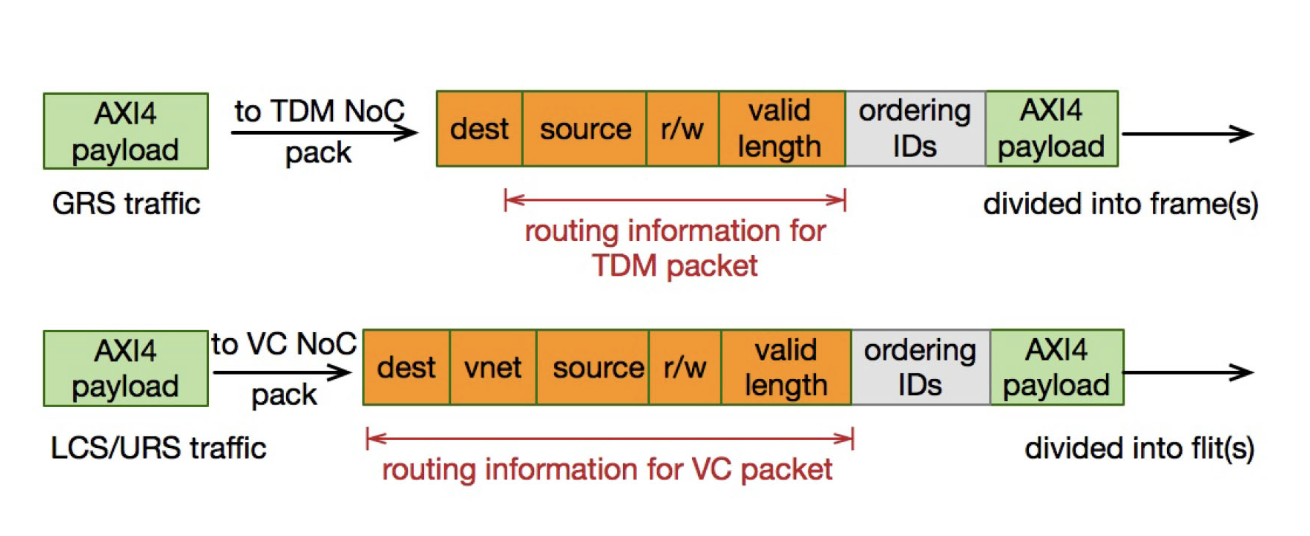 AXI4
payload
to TDM NoC
pack
dest
source
r/w
valid
length
ordering
IDs
AXI4
payload
GRS traffic
routing information for
TDM packet
divided into frame(s)
AXI4
payload
to VC NoC
pack
dest
vnet
source
r/w
valid
length
ordering
IDs
AXI4
payload
LCS/URS traffic
routing information for VC packet
divided into flit(s)